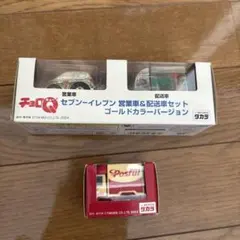 営業車
配送車
チョロQ
セブン-イレブン 営業車&配送車セット
ゴールドカラーバージョン
タカラ
Posful
タカラ